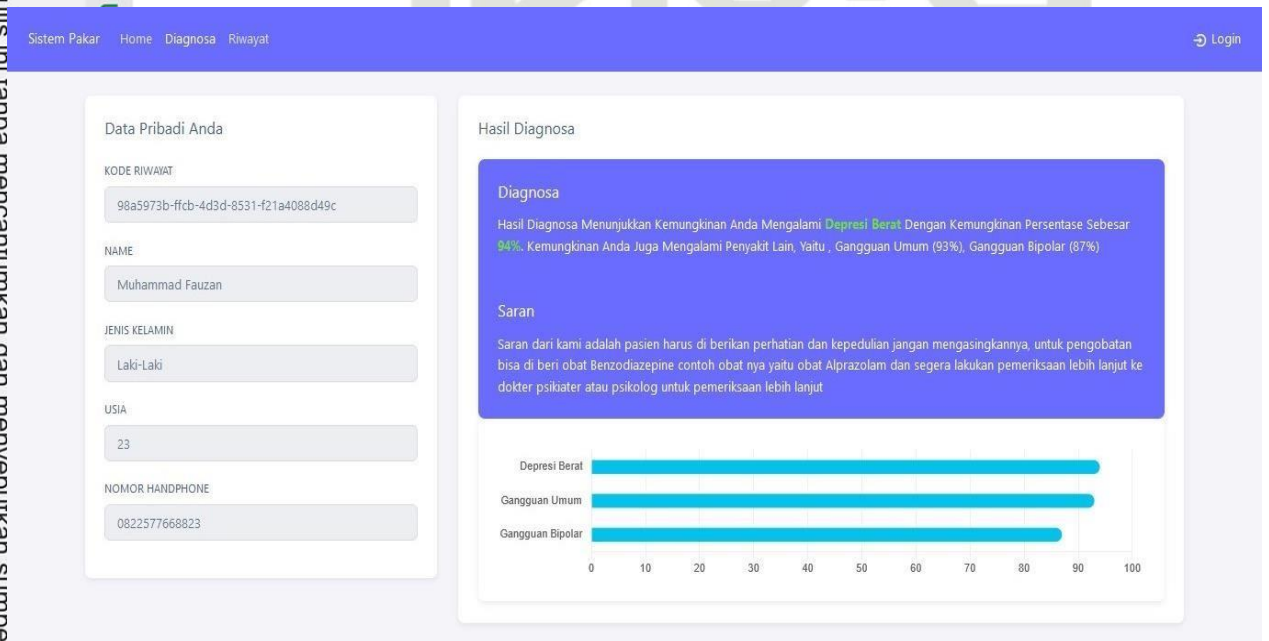 Sistem Pakar Home Diagnosa Riwayat Login
Data Pribadi Anda
KODE RIWAYAT
98a5973b-ffcb-4d3d-8531-f21a4088d49c
NAME
Muhammad Fauzan
JENIS KELAMIN
Laki-Laki
USIA
23
NOMOR HANDPHONE
0822577668823
Hasil Diagnosa
Diagnosa
Hasil Diagnosa Menunjukkan Kemungkinan Anda Mengalami Depresi Berat Dengan Kemungkinan Persentase Sebesar
94%. Kemungkinan Anda Juga Mengalami Penyakit Lain, Yaitu , Gangguan Umum (93%), Gangguan Bipolar (87%)
Saran
Saran dari kami adalah pasien harus di berikan perhatian dan kepedulian jangan mengasingkannya, untuk pengobatan
bisa di beri obat Benzodiazepine contoh obat nya yaitu obat Alprazolam dan segera lakukan pemeriksaan lebih lanjut ke
dokter psikiater atau psikolog untuk pemeriksaan lebih lanjut
Depresi Berat
Gangguan Umum
Gangguan Bipolar
0 10 20 30 40 50 60 70 80 90 100